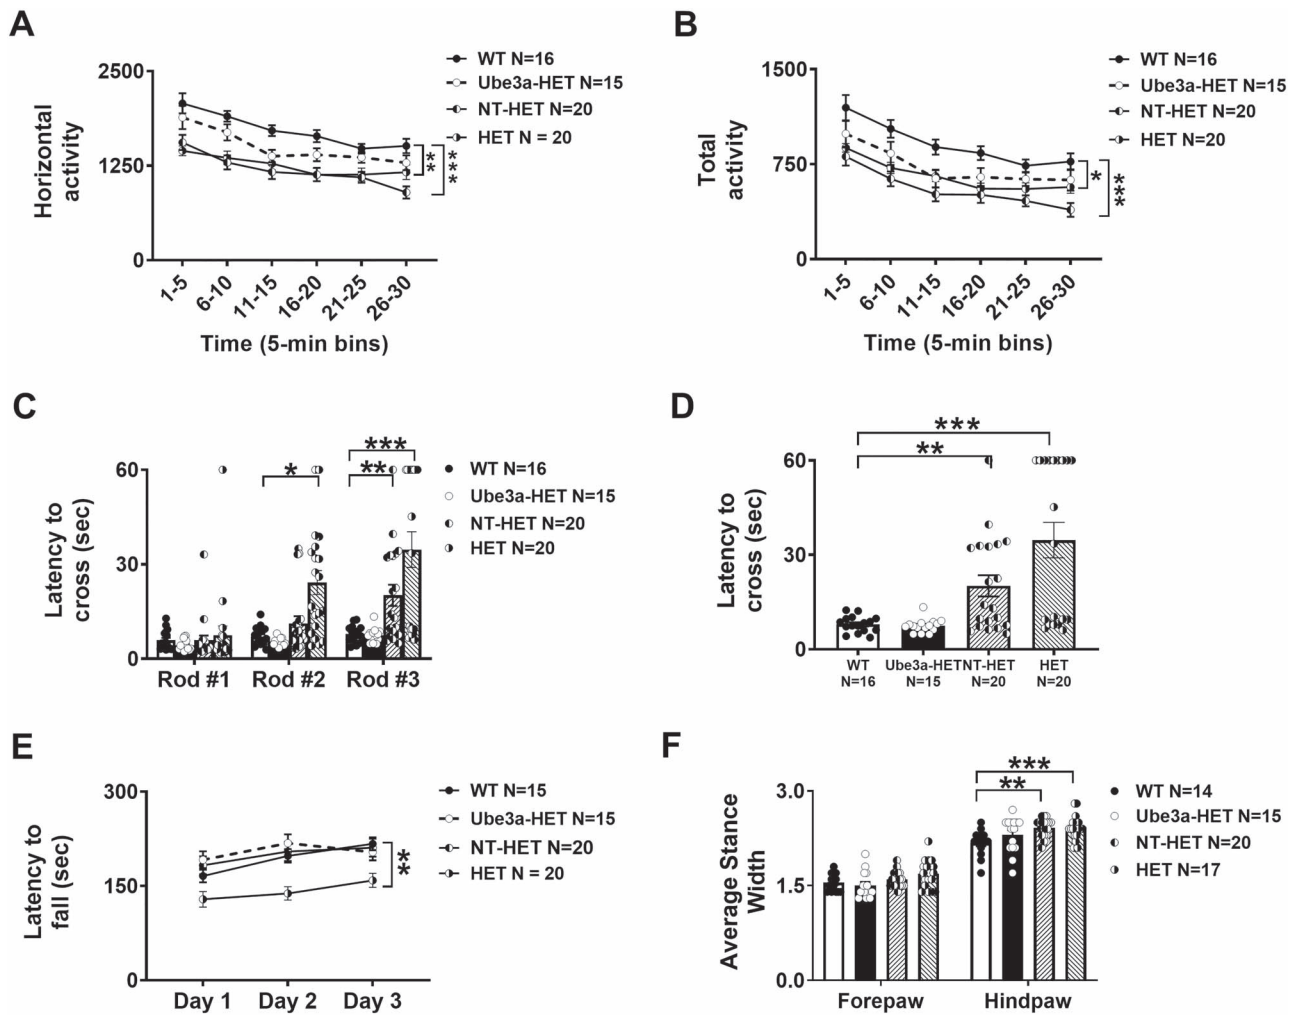 A
WT N=16
Ube3a-HET N=15
NT-HET N=20
HET N = 20
2500
1250
0
Horizontal
activity
** ***
1-5
6-10
11-15
16-20
21-25
26-30
Time (5-min bins)
B
WT N=16
Ube3a-HET N=15
NT-HET N=20
HET N=20
1500
750
0
Total
activity
* ***
1-5
6-10
11-15
16-20
21-25
26-30
Time (5-min bins)
C
60
30
0
Latency to
cross (sec)
*
***
**
WT N=16
Ube3a-HET N=15
NT-HET N=20
HET N=20
Rod #1 Rod #2 Rod #3
D
60
30
0
Latency to
cross (sec)
***
**
WT Ube3a-HET NT-HET HET
N=16 N=15 N=20 N=20
E
300
150
0
Latency to
fall (sec)
**
WT N=15
Ube3a-HET N=15
NT-HET N=20
HET N = 20
Day 1 Day 2 Day 3
F
3.0
1.5
0.0
Average Stance
Width
***
**
WT N=14
Ube3a-HET N=15
NT-HET N=20
HET N=17
Forepaw Hindpaw